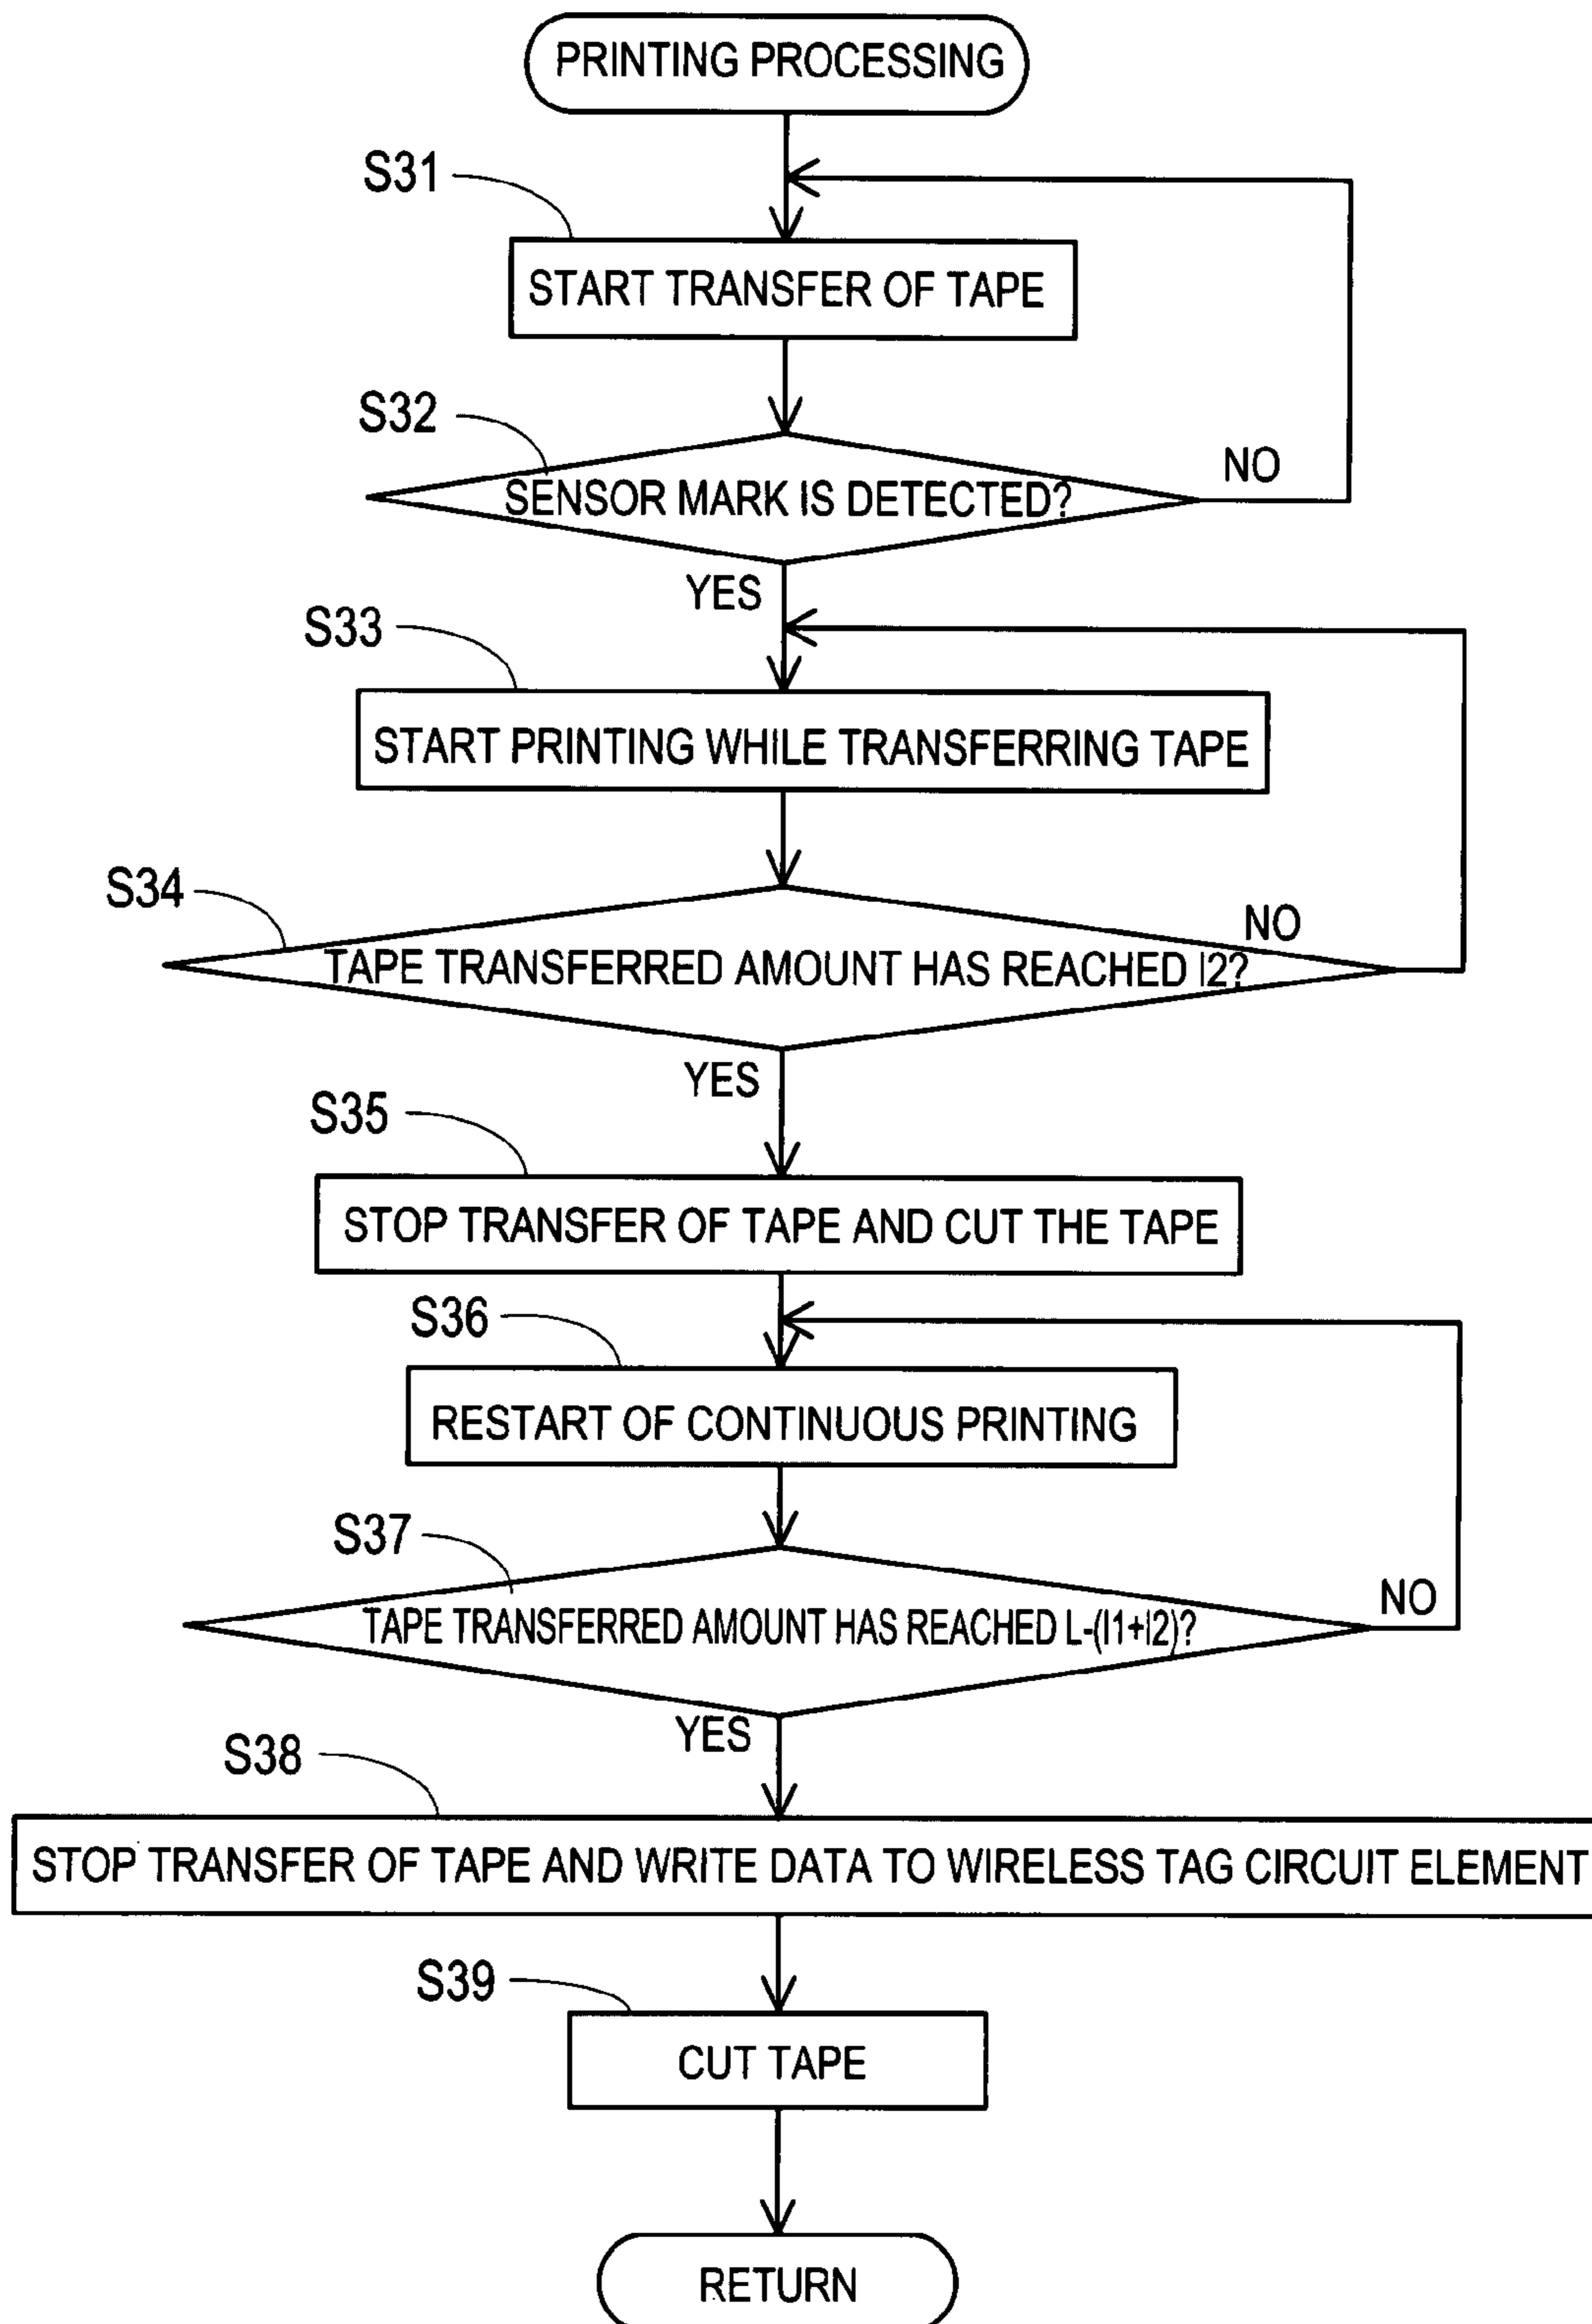 PRINTING PROCESSING
S31
START TRANSFER OF TAPE
S32
SENSOR MARK IS DETECTED?
NO
YES
S33
START PRINTING WHILE TRANSFERRING TAPE
S34
TAPE TRANSFERRED AMOUNT HAS REACHED l2?
NO
YES
S35
STOP TRANSFER OF TAPE AND CUT THE TAPE
S36
RESTART OF CONTINUOUS PRINTING
S37
TAPE TRANSFERRED AMOUNT HAS REACHED L-(l1+l2)?
NO
YES
S38
STOP TRANSFER OF TAPE AND WRITE DATA TO WIRELESS TAG CIRCUIT ELEMENT
S39
CUT TAPE
RETURN